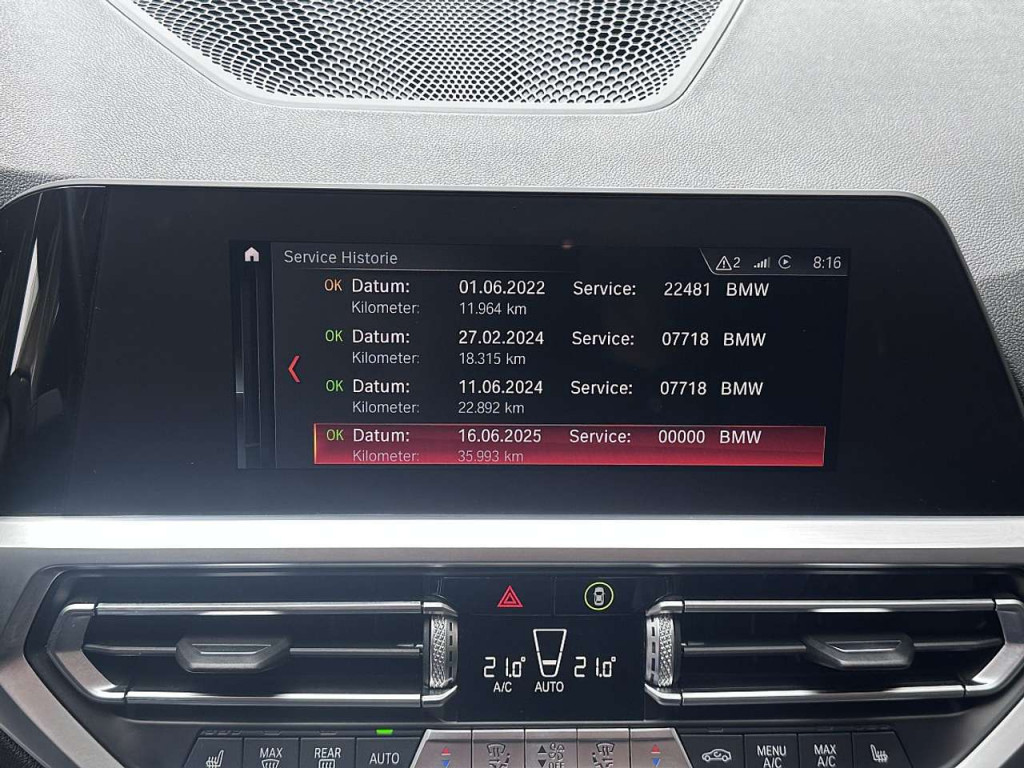 Service Historie
2
8:16
OK Datum: 01.06.2022 Service: 22481 BMW
Kilometer: 11.964 km
OK Datum: 27.02.2024 Service: 07718 BMW
Kilometer: 18.315 km
OK Datum: 11.06.2024 Service: 07718 BMW
Kilometer: 22.892 km
OK Datum: 16.06.2025 Service: 00000 BMW
Kilometer: 35.993 km
21.0° 21.0°
A/C AUTO
MAX
REAR
AUTO
OFF
MENU A/C
MAX A/C